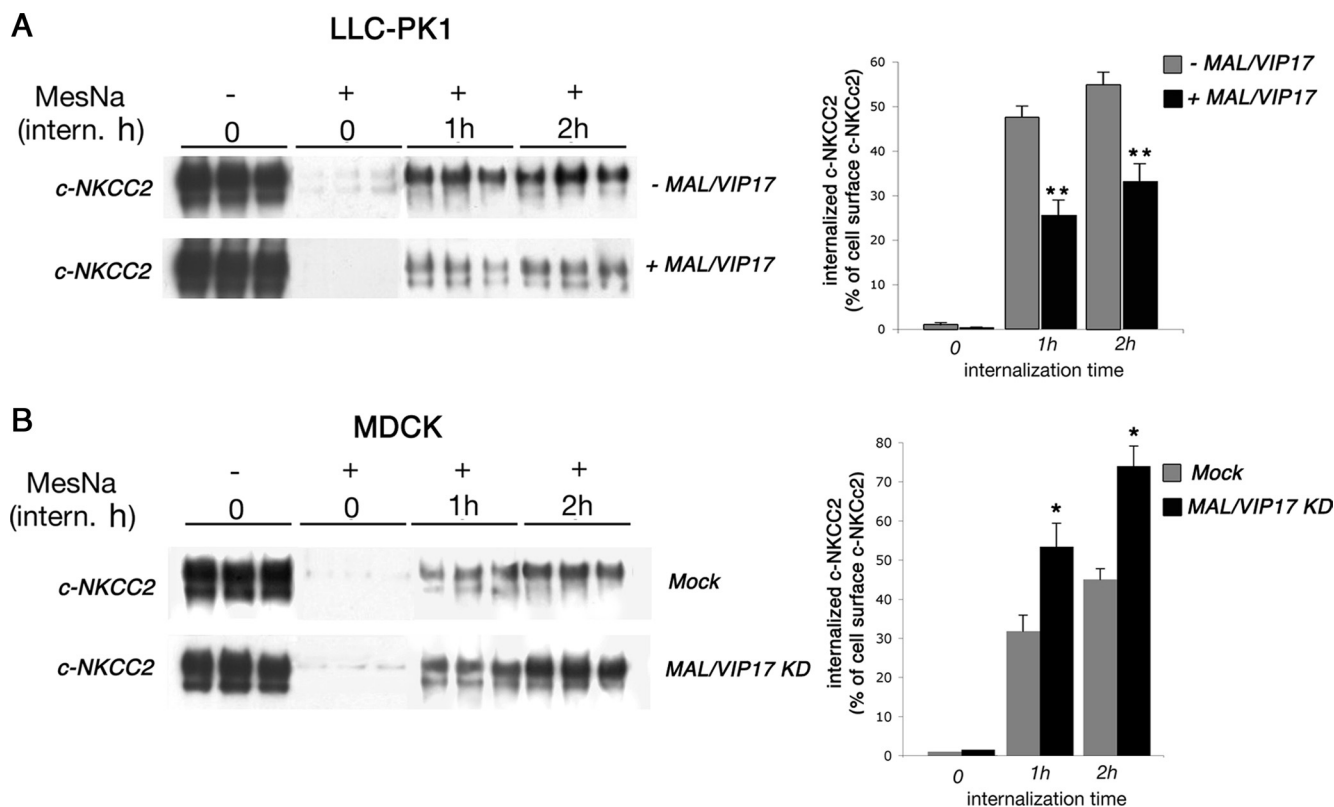 A
LLC-PK1
MesNa - + + +
(intern. h) 0 0 1h 2h
c-NKCC2 - MAL/VIP17
c-NKCC2 + MAL/VIP17
internalized c-NKCC2
(% of cell surface c-NKCc2)
60
50
40
30
20
10
0
** **
0 1h 2h
internalization time
- MAL/VIP17
+ MAL/VIP17
B
MDCK
MesNa - + + +
(intern. h) 0 0 1h 2h
c-NKCC2 Mock
c-NKCC2 MAL/VIP17 KD
internalized c-NKCC2
(% of cell surface c-NKCc2)
80
70
60
50
40
30
20
10
0
* *
0 1h 2h
internalization time
Mock
MAL/VIP17 KD